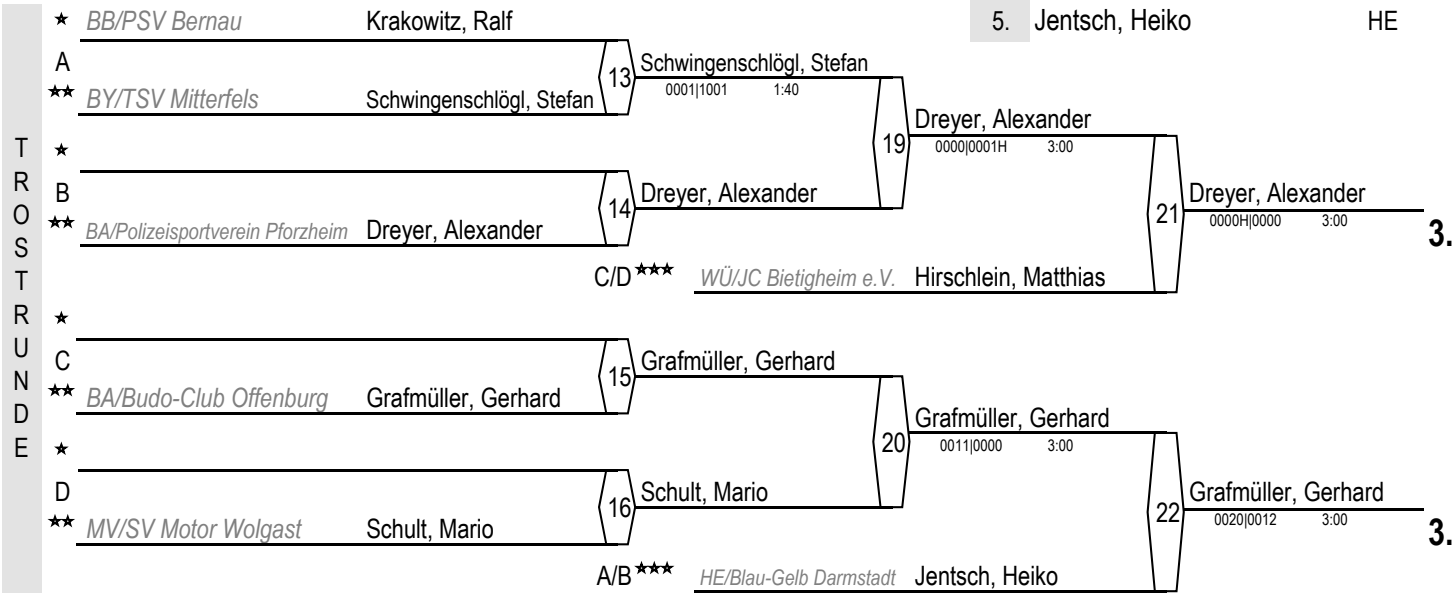 TROSTRUNDE
★ BB/PSV Bernau Krakowitz, Ralf
5. Jentsch, Heiko HE
A
13 Schwingenschlögl, Stefan
0001|1001 1:40
★★ BY/TSV Mitterfels Schwingenschlögl, Stefan
19 Dreyer, Alexander
0000|0001H 3:00
★
B
14 Dreyer, Alexander
21 Dreyer, Alexander
0000H|0000 3:00
3.
★★ BA/Polizeisportverein Pforzheim Dreyer, Alexander
C/D ★★★ WÜ/JC Bietigheim e.V. Hirschlein, Matthias
★
C
15 Grafmüller, Gerhard
★★ BA/Budo-Club Offenburg Grafmüller, Gerhard
20 Grafmüller, Gerhard
0011|0000 3:00
★
D
16 Schult, Mario
22 Grafmüller, Gerhard
0020|0012 3:00
3.
★★ MV/SV Motor Wolgast Schult, Mario
A/B ★★★ HE/Blau-Gelb Darmstadt Jentsch, Heiko